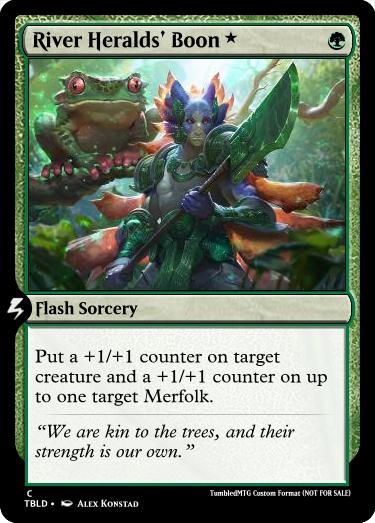 River Heralds' Boon ★
Flash Sorcery
Put a +1/+1 counter on target
creature and a +1/+1 counter on up
to one target Merfolk.
“We are kin to the trees, and their
strength is our own.”
C
TBLD • Alex Konstad
TumbledMTG Custom Format (NOT FOR SALE)